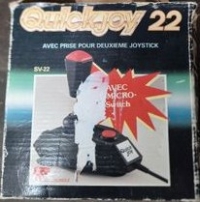 Quickjoy 22
AVEC PRISE POUR DEUXIEME JOYSTICK
SV-22
AVEC
MICRO-
Switch